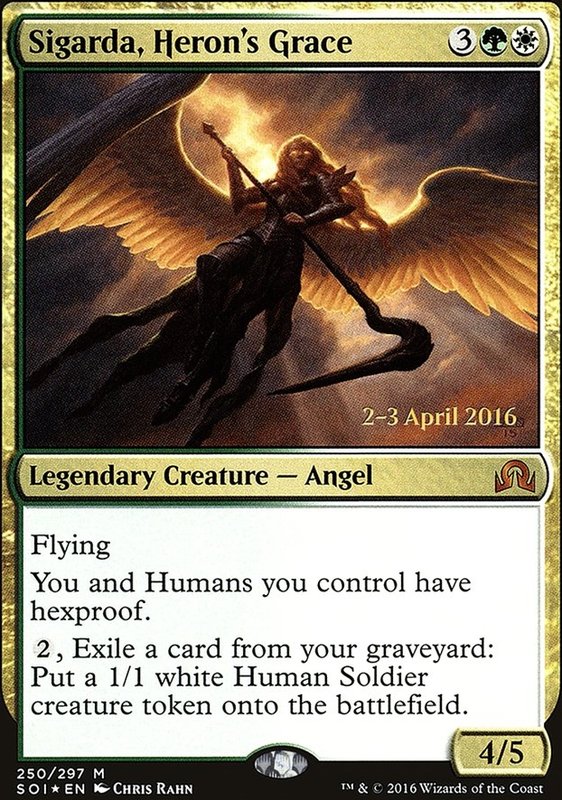 Sigarda, Heron's Grace 3
2-3 April 2016
Legendary Creature — Angel
Flying
You and Humans you control have
hexproof.
2, Exile a card from your graveyard:
Put a 1/1 white Human Soldier
creature token onto the battlefield.
4/5
250/297 M
SOI★EN Chris Rahn
™ & © 2016 Wizards of the Coast